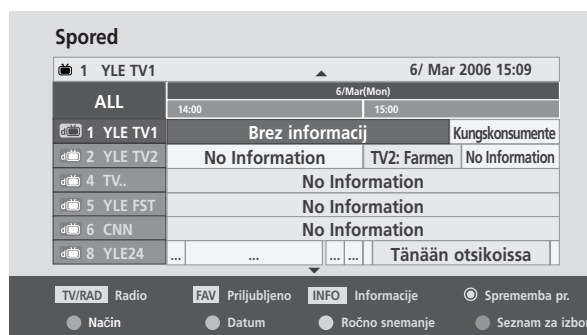 Spored
1 YLE TV1 6/ Mar 2006 15:09
ALL 6/Mar(Mon)
14:00 15:00
1 YLE TV1 Brez informacij Kungskonsumente
2 YLE TV2 No Information TV2: Farmen No Information
4 TV.. No Information
5 YLE FST No Information
6 CNN No Information
8 YLE24 ... ... ... ... Tänään otsikoissa
TV/RAD Radio FAV Priljubljeno INFO Informacije Sprememba pr.
Način Datum Ročno snemanje Seznam za izbo